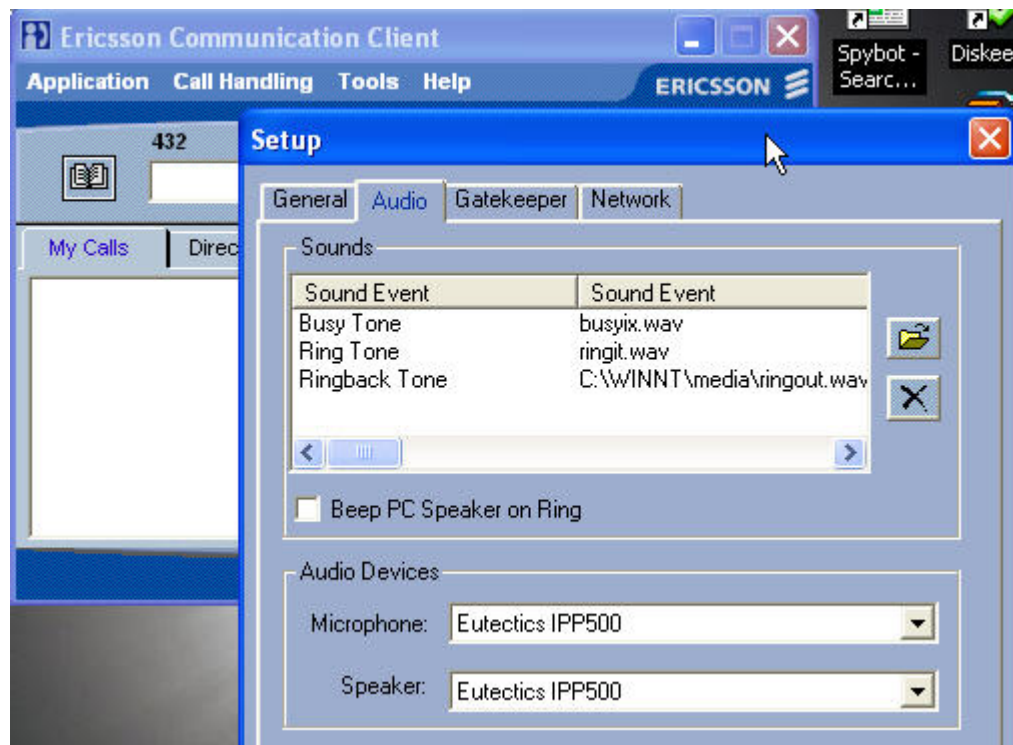 Ericsson Communication Client
Spybot -
Searc...
Diskee
Application Call Handling Tools Help
ERICSSON
432
Setup
General Audio Gatekeeper Network
My Calls Direc
Sounds
Sound Event Sound Event
Busy Tone busyix.wav
Ring Tone ringit.wav
Ringback Tone C:\WINNT\media\ringout.wav
Beep PC Speaker on Ring
Audio Devices
Microphone: Eutectics IPP500
Speaker: Eutectics IPP500